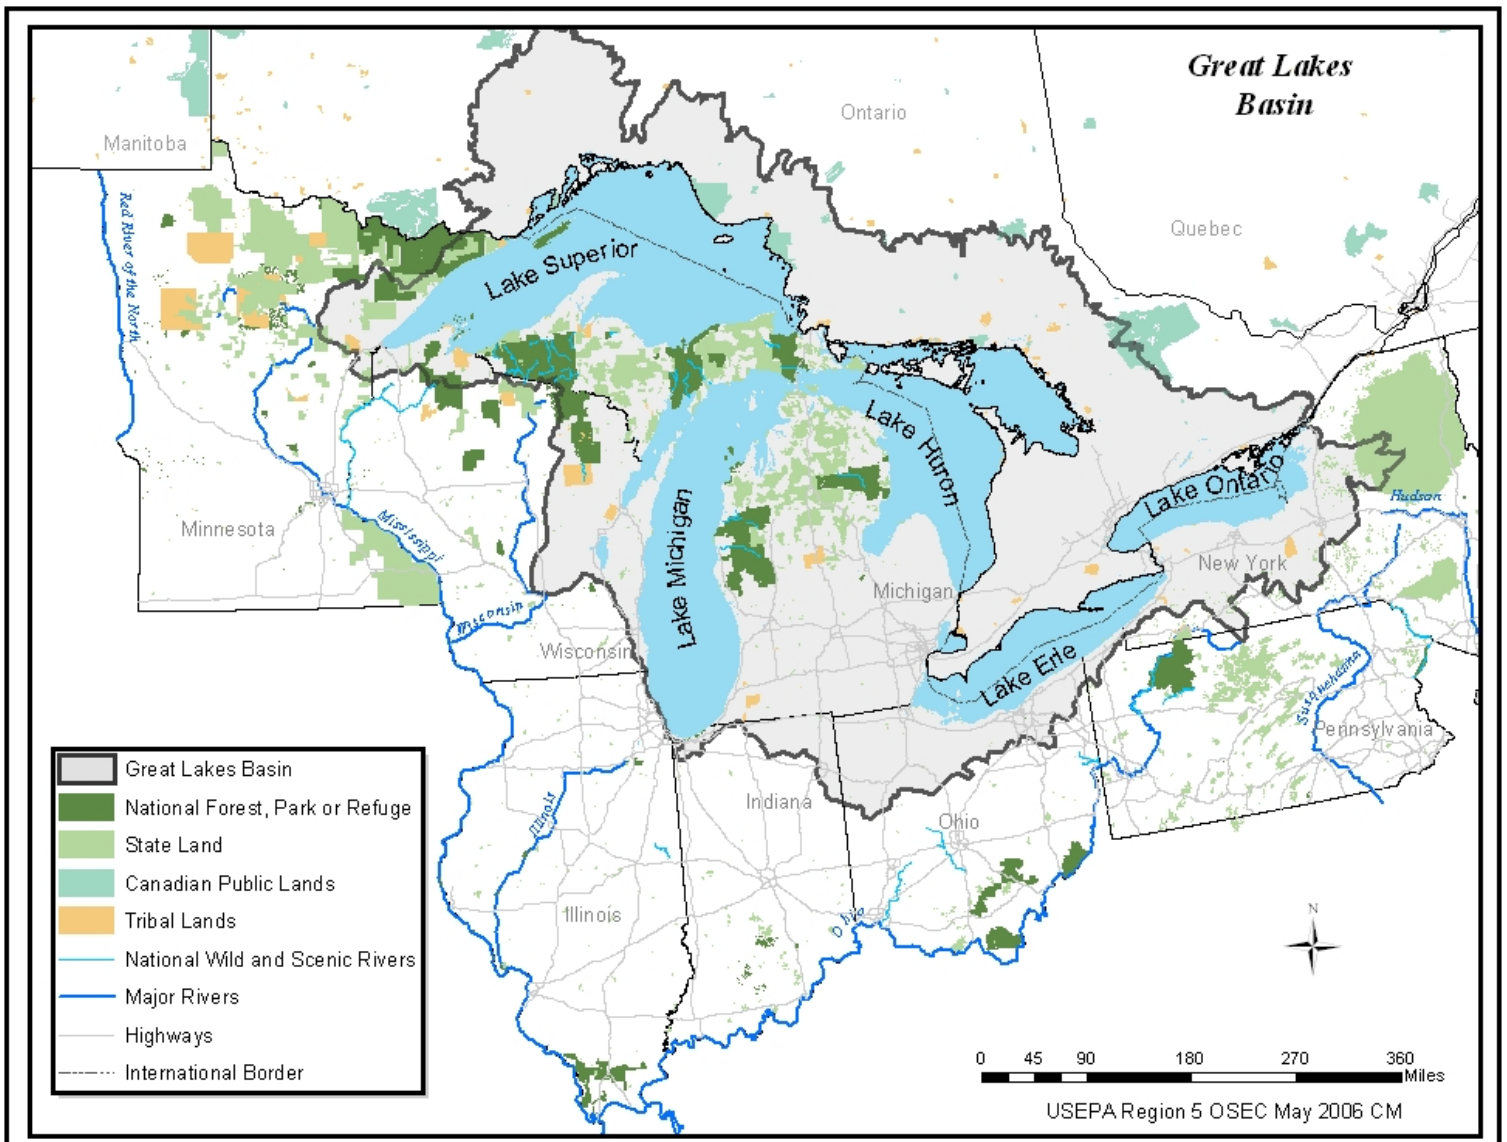 Great Lakes
Basin
Manitoba
Ontario
Quebec
Red River of the North
Lake Superior
Lake Huron
Lake Ontario
Hudson
Minnesota
Mississippi
Lake Michigan
Michigan
New York
Wisconsin
Wisconsin
Lake Erie
Susquehanna
Pennsylvania
Illinois
Indiana
Ohio
Illinois
Ohio
Great Lakes Basin
National Forest, Park or Refuge
State Land
Canadian Public Lands
Tribal Lands
National Wild and Scenic Rivers
Major Rivers
Highways
International Border
N
0 45 90 180 270 360
Miles
USEPA Region 5 OSEC May 2006 CM